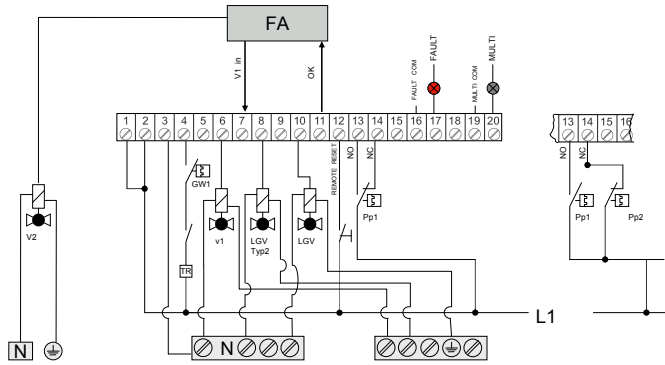 FA
V1 in
OK
FAULT COM
FAULT
MULTI COM
MULTI
1 2 3 4 5 6 7 8 9 10 11 12 13 14 15 16 17 18 19 20
13 14 15 16
GW1
REMOTE RESET
NO
NC
NO
NC
V2
v1
LGV
Typ2
LGV
Pp1
Pp1
Pp2
TR
L1
N
N